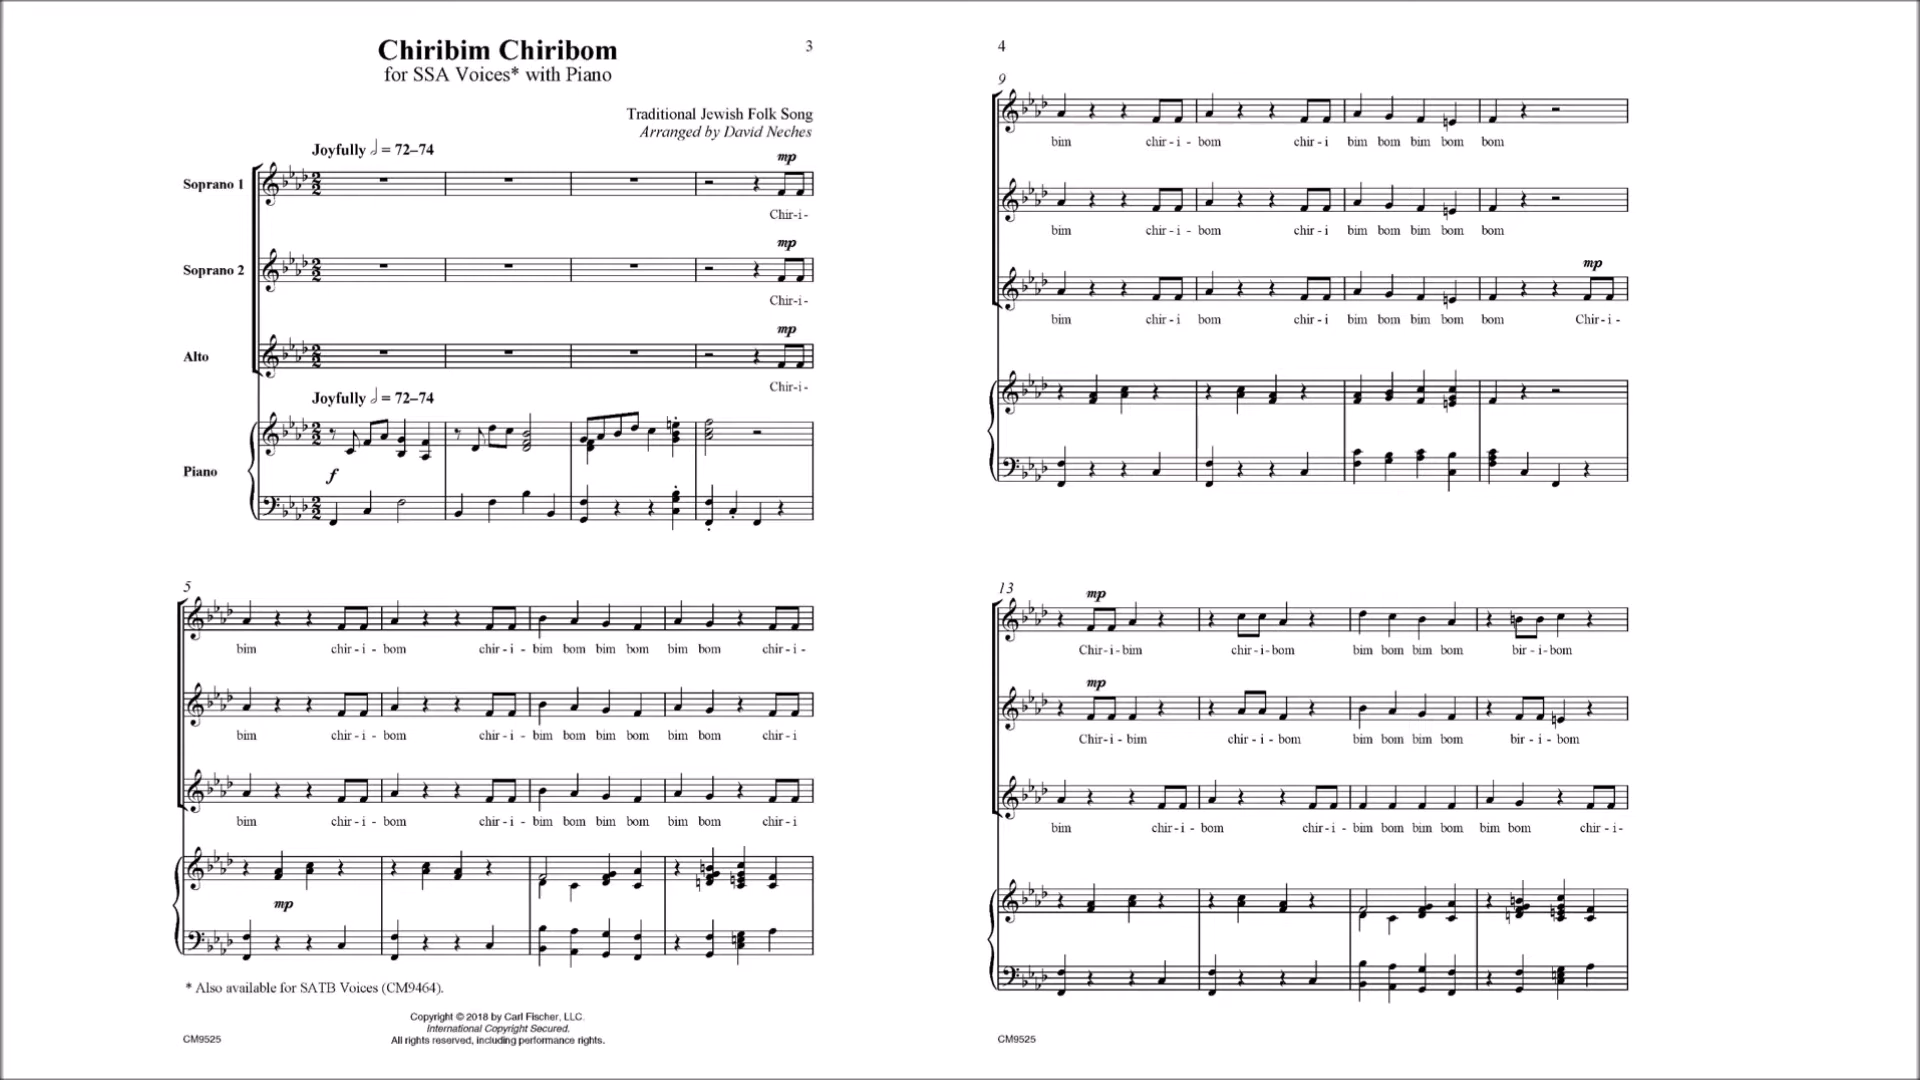 Chiribim Chiribom
3
for SSA Voices* with Piano
Traditional Jewish Folk Song
Arranged by David Neches
Joyfully 𝅗𝅥 = 72–74
mp
Soprano 1
Chir-i-
mp
Soprano 2
Chir-i-
mp
Alto
Chir-i-
Joyfully 𝅗𝅥 = 72–74
Piano
f
5
bim chir - i - bom chir - i - bim bom bim bom bim bom chir - i -
bim chir - i - bom chir - i - bim bom bim bom bim bom chir - i
bim chir - i - bom chir - i - bim bom bim bom bim bom chir - i
mp
* Also available for SATB Voices (CM9464).
Copyright © 2018 by Carl Fischer, LLC.
International Copyright Secured.
All rights reserved, including performance rights.
CM9525
4
9
bim chir - i - bom chir - i bim bom bim bom bom
bim chir - i - bom chir - i bim bom bim bom bom
mp
bim chir - i bom chir - i bim bom bim bom bom Chir - i -
13
mp
Chir - i - bim chir - i - bom bim bom bim bom bir - i - bom
mp
Chir - i - bim chir - i - bom bim bom bim bom bir - i - bom
bim chir - i - bom chir - i - bim bom bim bom bim bom chir - i -
CM9525